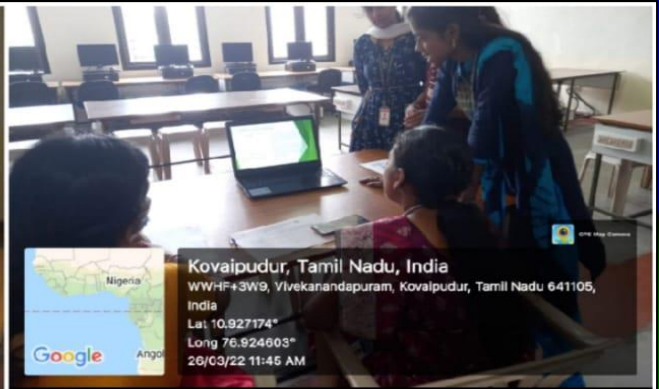 GPS Map Camera
Nigeria
Angol
Google
Kovaipudur, Tamil Nadu, India
WWHF+3W9, Vivekanandapuram, Kovaipudur, Tamil Nadu 641105,
India
Lat 10.927174°
Long 76.924603°
26/03/22 11:45 AM